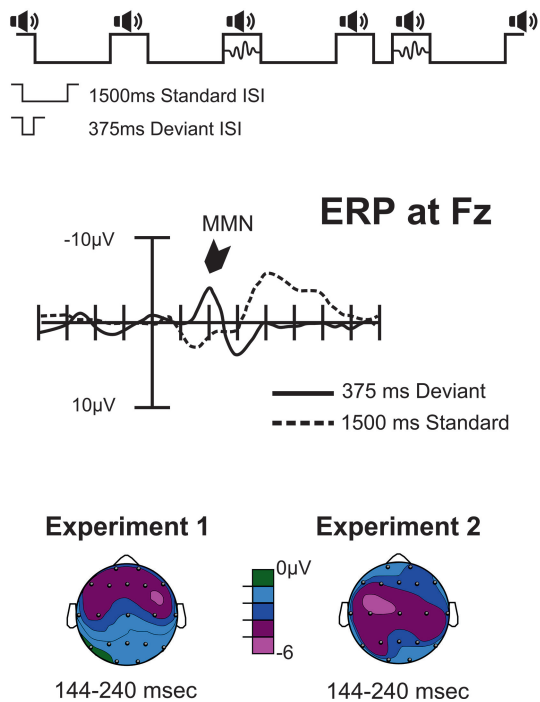 1500ms Standard ISI
375ms Deviant ISI
ERP at Fz
MMN
-10μV
10μV
375 ms Deviant
1500 ms Standard
Experiment 1
Experiment 2
0μV
-6
144-240 msec
144-240 msec